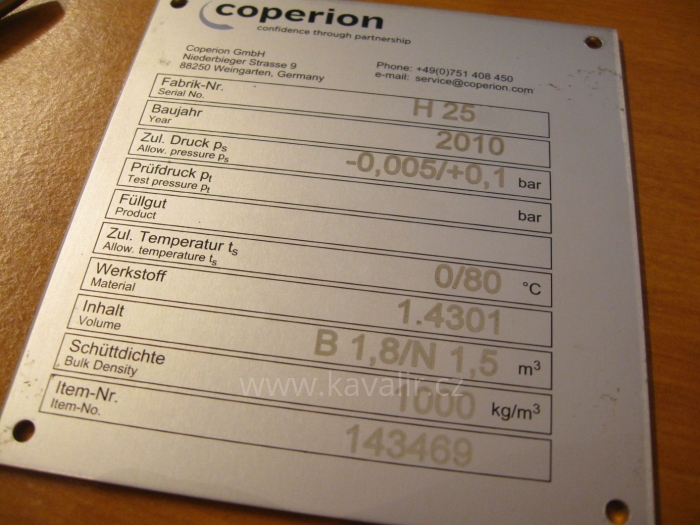 coperion
confidence through partnership
Coperion GmbH
Niederbieger Strasse 9
88250 Weingarten, Germany
Phone: +49(0)751 408 450
e-mail: service@coperion.com
Fabrik-Nr.
Serial No.
H 25
Baujahr
Year
2010
Zul. Druck ps
Allow. pressure ps
-0,005/+0,1 bar
Prüfdruck pt
Test pressure pt
bar
Füllgut
Product
Zul. Temperatur ts
Allow. temperature ts
0/80 °C
Werkstoff
Material
1.4301
Inhalt
Volume
B 1,8/N 1,5 m³
Schüttdichte
Bulk Density
1000 kg/m³
Item-Nr.
Item-No.
143469
www.kavalir.cz